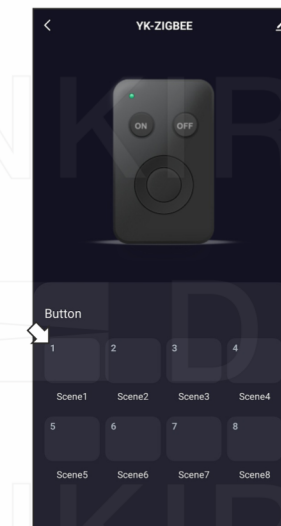 YK-ZIGBEE
ON OFF
Button
1 2 3 4
Scene1 Scene2 Scene3 Scene4
5 6 7 8
Scene5 Scene6 Scene7 Scene8